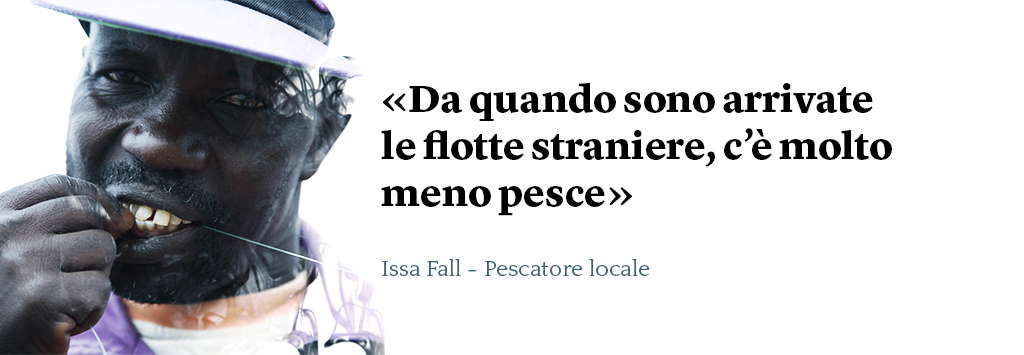 «Da quando sono arrivate
le flotte straniere, c’è molto
meno pesce»
Issa Fall – Pescatore locale